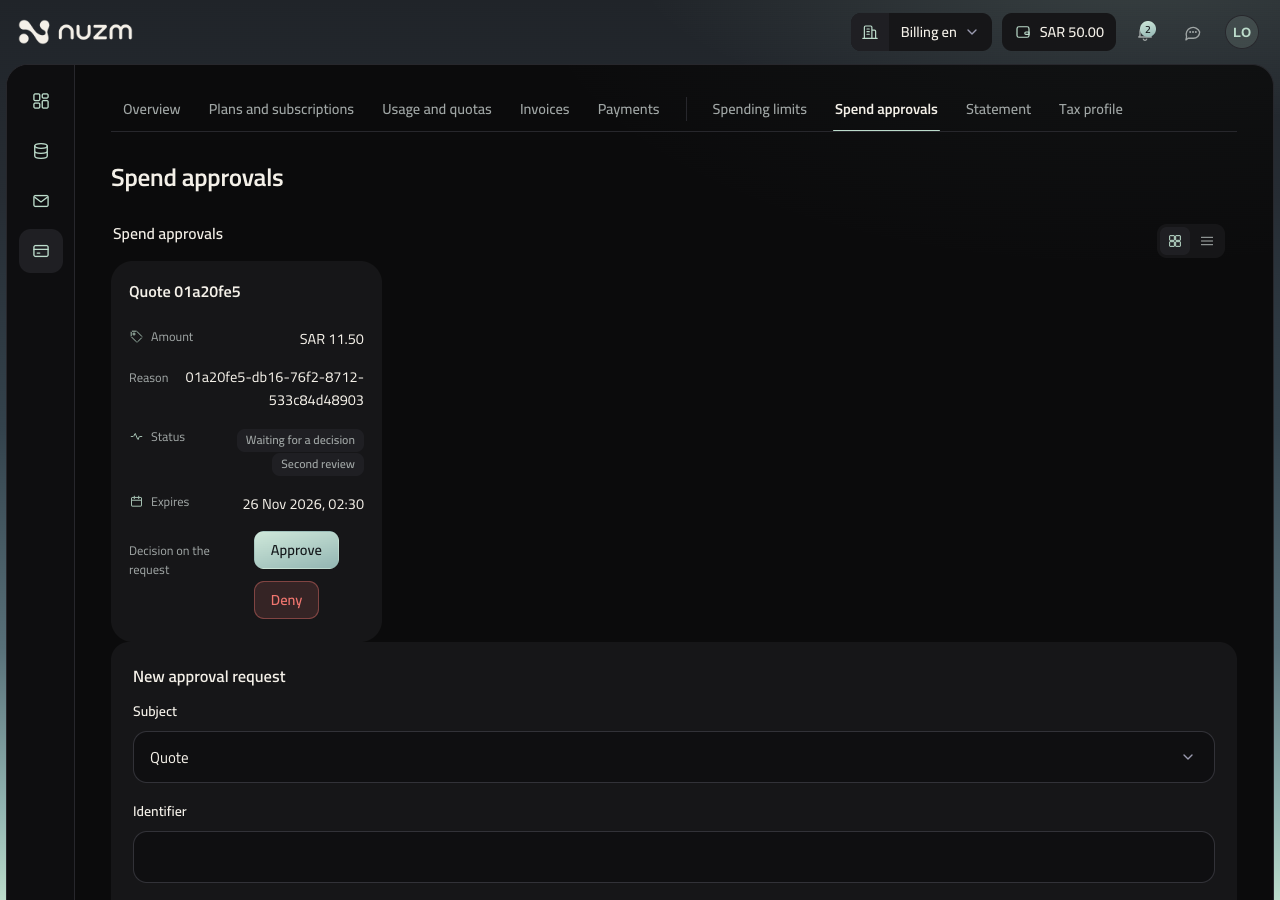 nuzm
Billing en
SAR 50.00
2
LO
Overview
Plans and subscriptions
Usage and quotas
Invoices
Payments
Spending limits
Spend approvals
Statement
Tax profile
Spend approvals
Spend approvals
Quote 01a20fe5
Amount
SAR 11.50
Reason
01a20fe5-db16-76f2-8712-
533c84d48903
Status
Waiting for a decision
Second review
Expires
26 Nov 2026, 02:30
Decision on the
request
Approve
Deny
New approval request
Subject
Quote
Identifier